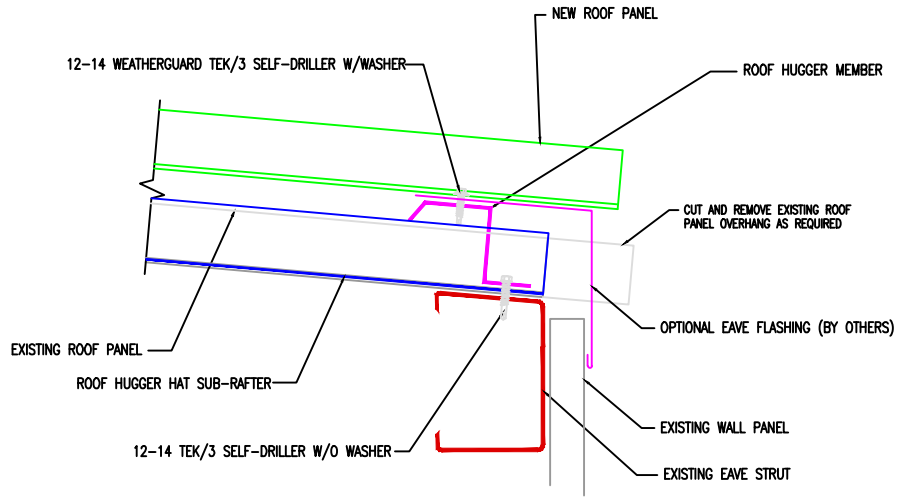 NEW ROOF PANEL
12-14 WEATHERGUARD TEK/3 SELF-DRILLER W/WASHER
ROOF HUGGER MEMBER
CUT AND REMOVE EXISTING ROOF
PANEL OVERHANG AS REQUIRED
OPTIONAL EAVE FLASHING (BY OTHERS)
EXISTING ROOF PANEL
ROOF HUGGER HAT SUB-RAFTER
EXISTING WALL PANEL
12-14 TEK/3 SELF-DRILLER W/O WASHER
EXISTING EAVE STRUT